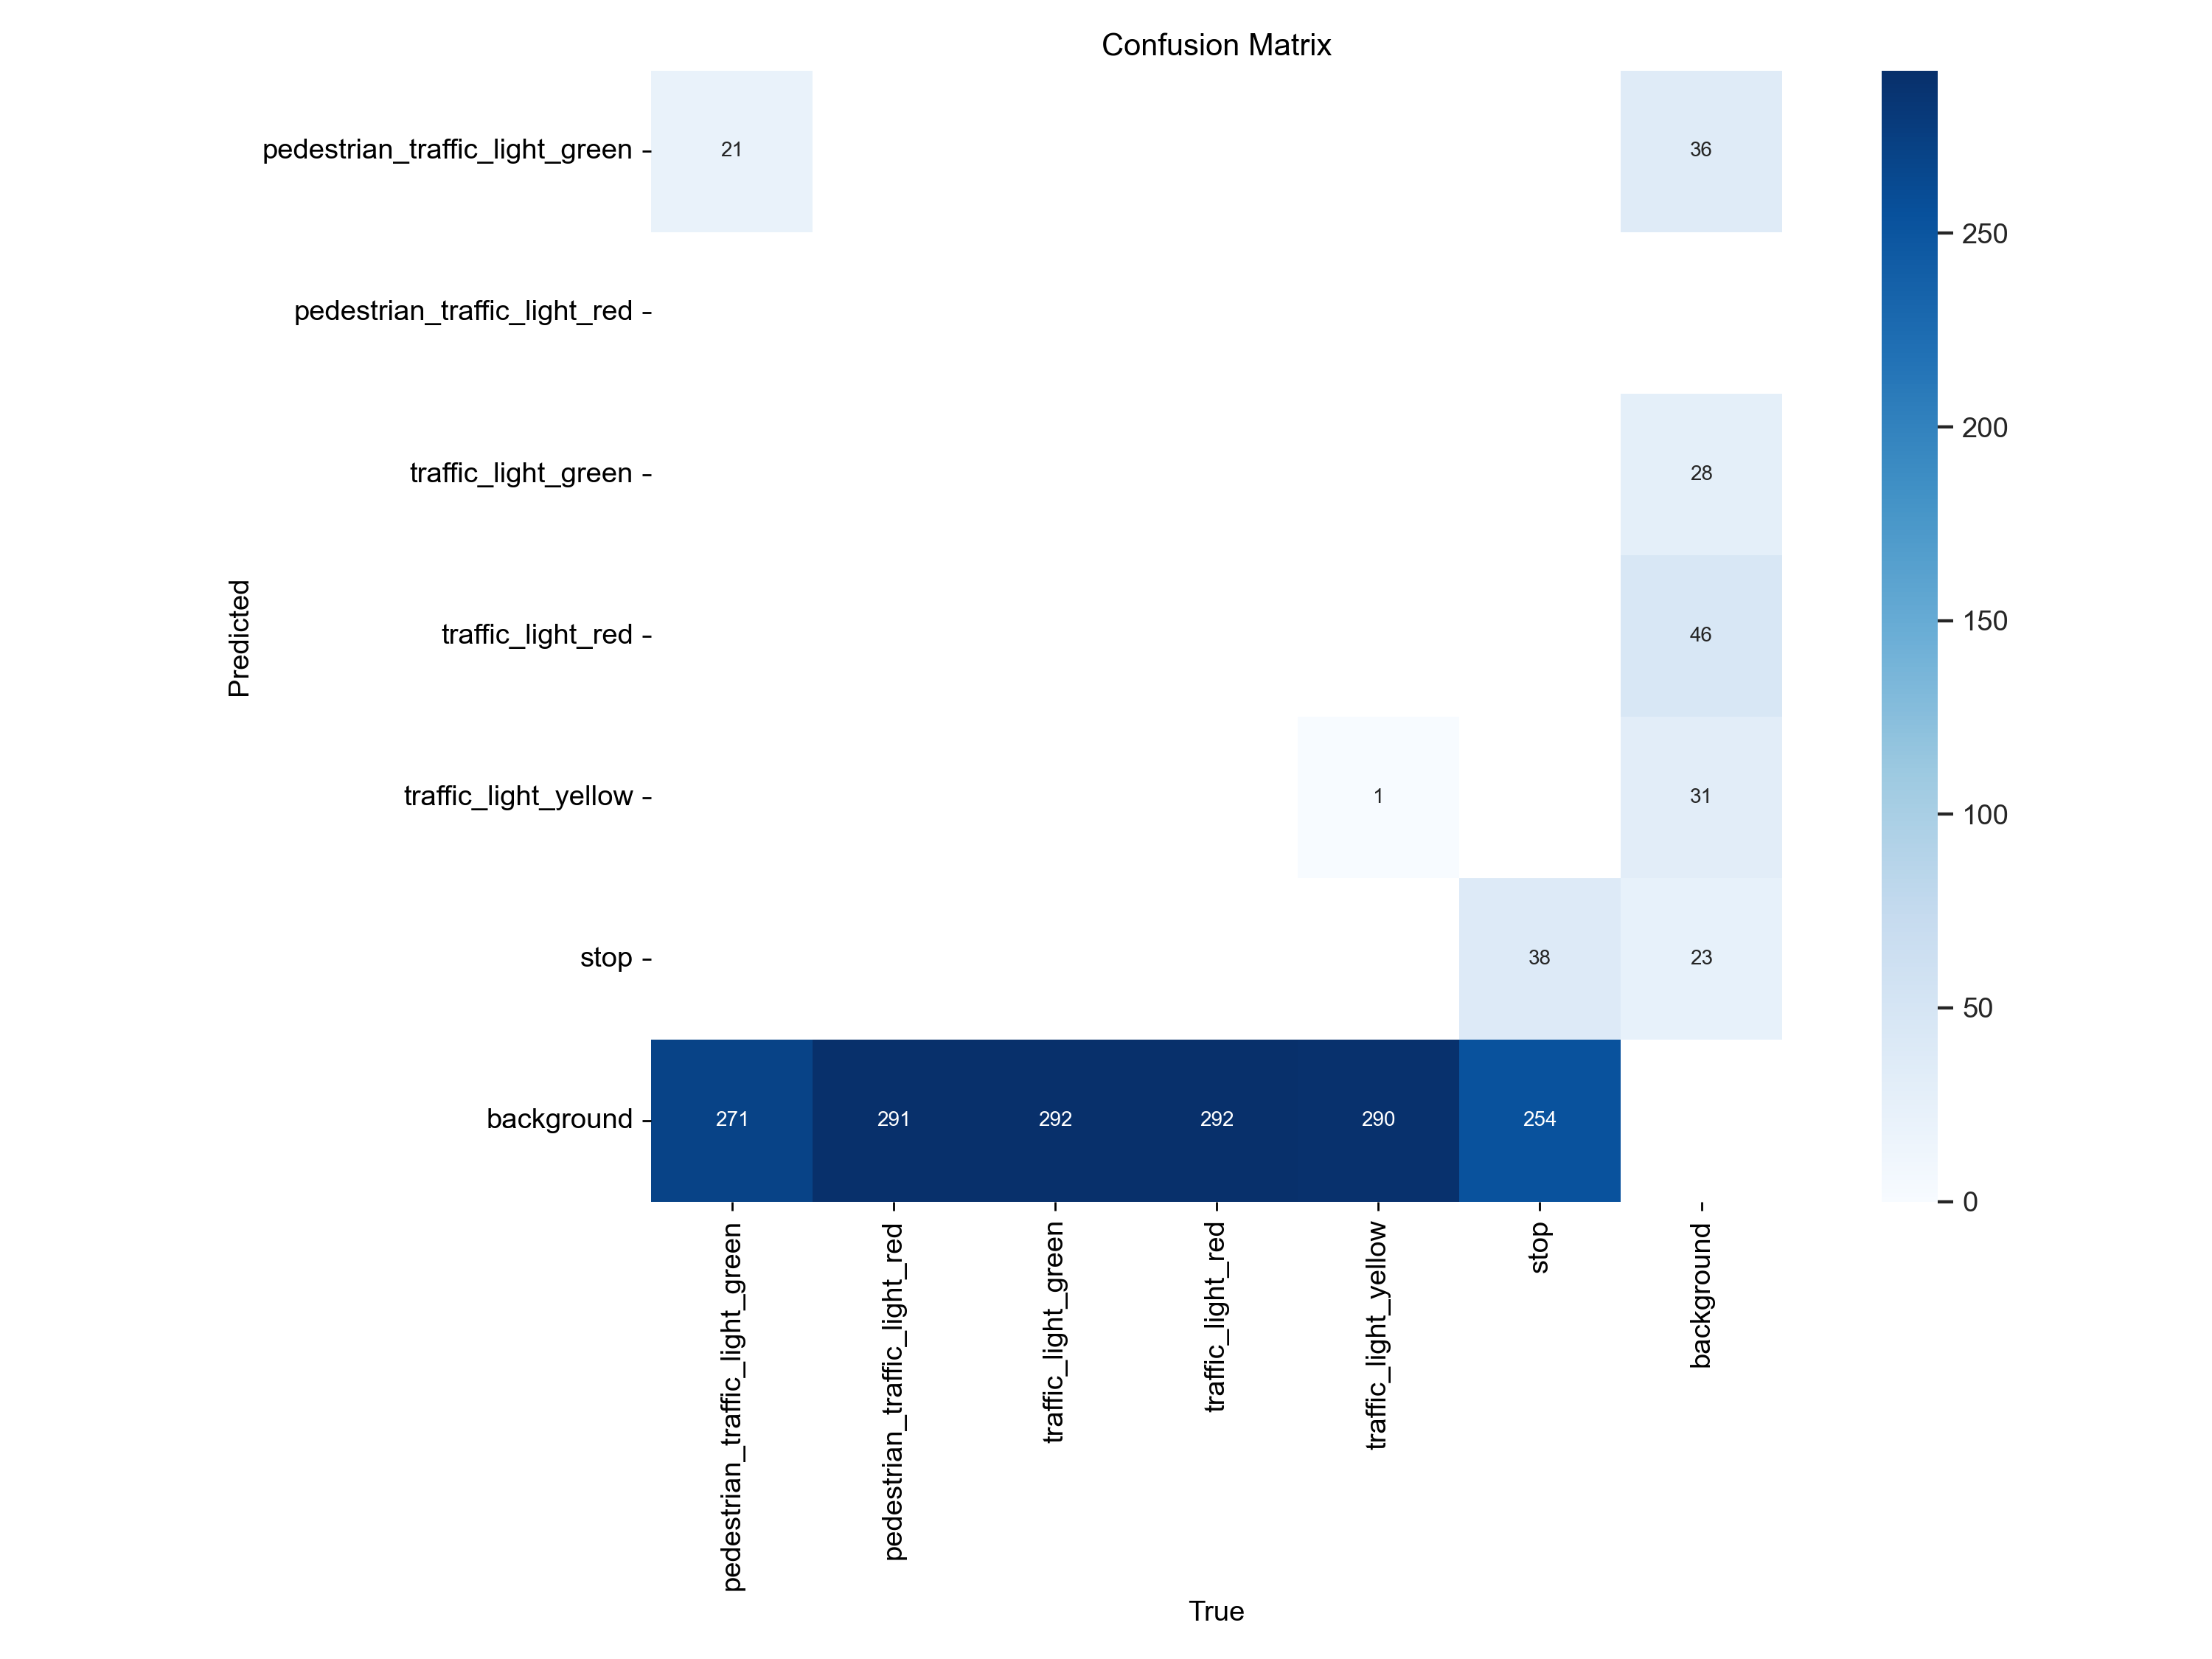 Confusion Matrix
pedestrian_traffic_light_green 21 36
pedestrian_traffic_light_red
traffic_light_green 28
traffic_light_red 46
traffic_light_yellow 1 31
stop 38 23
background 271 291 292 292 290 254
Predicted
pedestrian_traffic_light_green
pedestrian_traffic_light_red
traffic_light_green
traffic_light_red
traffic_light_yellow
stop
background
True
250
200
150
100
50
0